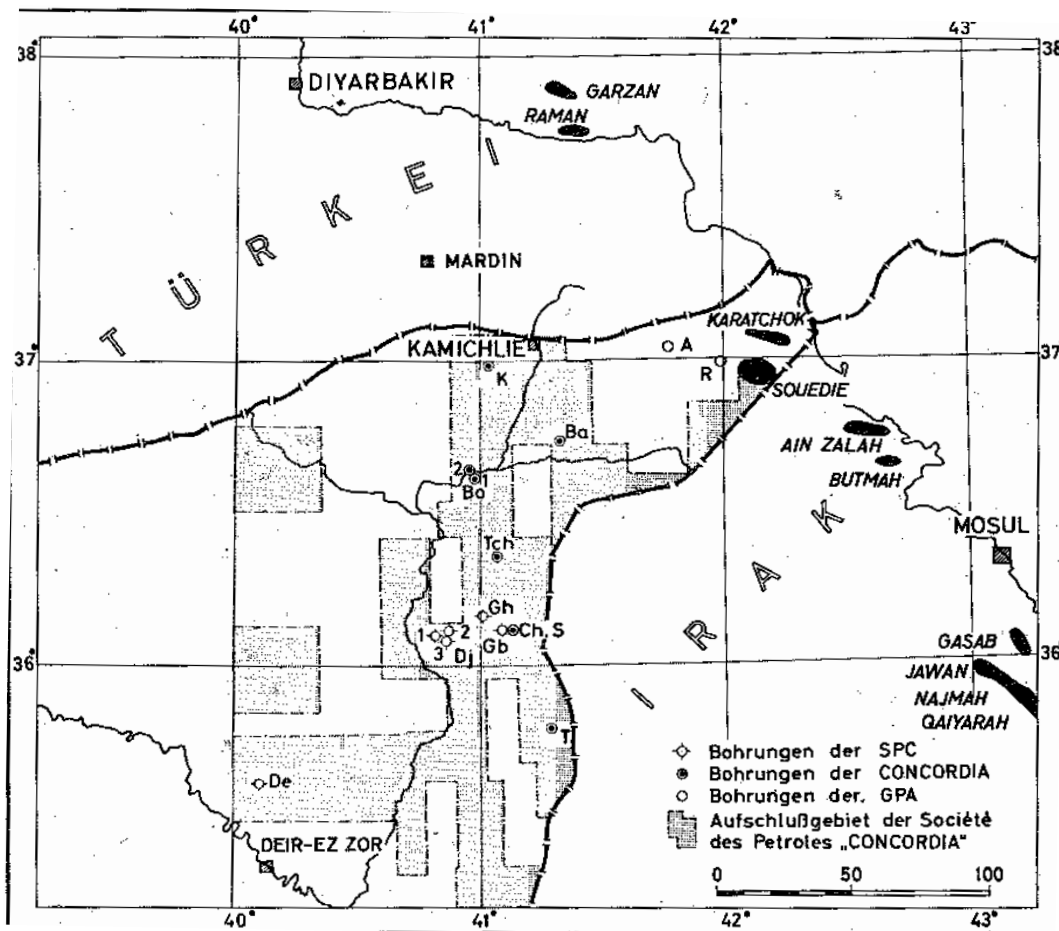 40° 41° 42° 43°
38° 38
DIYARBAKIR
GARZAN
RAMAN
TÜRKEI
MARDIN
KARATCHOK
KAMICHLIE
A
37° 37
K
R
SOUEDIE
Ba
AIN ZALAH
2
1
Bo
BUTMAH
MOSUL
Tch
IRAK
Gh
1 2
Ch, S
3 Dj
Gb
GASAB
36° 36
JAWAN
NAJMAH
QAIYARAH
T
Bohrungen der SPC
De
Bohrungen der CONCORDIA
Bohrungen der. GPA
Aufschlußgebiet der Société
des Petroles „CONCORDIA"
DEIR-EZ ZOR
0 50 100
40° 41° 42° 43°